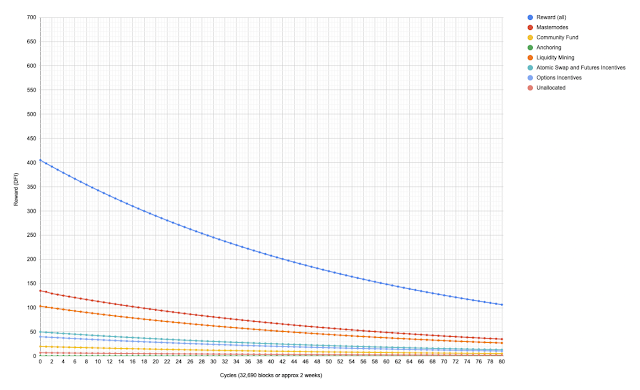 700
650
600
550
500
450
400
350
300
250
200
150
100
50
0
Reward (DFI)
0 2 4 6 8 10 12 14 16 18 20 22 24 26 28 30 32 34 36 38 40 42 44 46 48 50 52 54 56 58 60 62 64 66 68 70 72 74 76 78 80
Cycles (32,690 blocks or approx 2 weeks)
Reward (all)
Masternodes
Community Fund
Anchoring
Liquidity Mining
Atomic Swap and Futures Incentives
Options Incentives
Unallocated